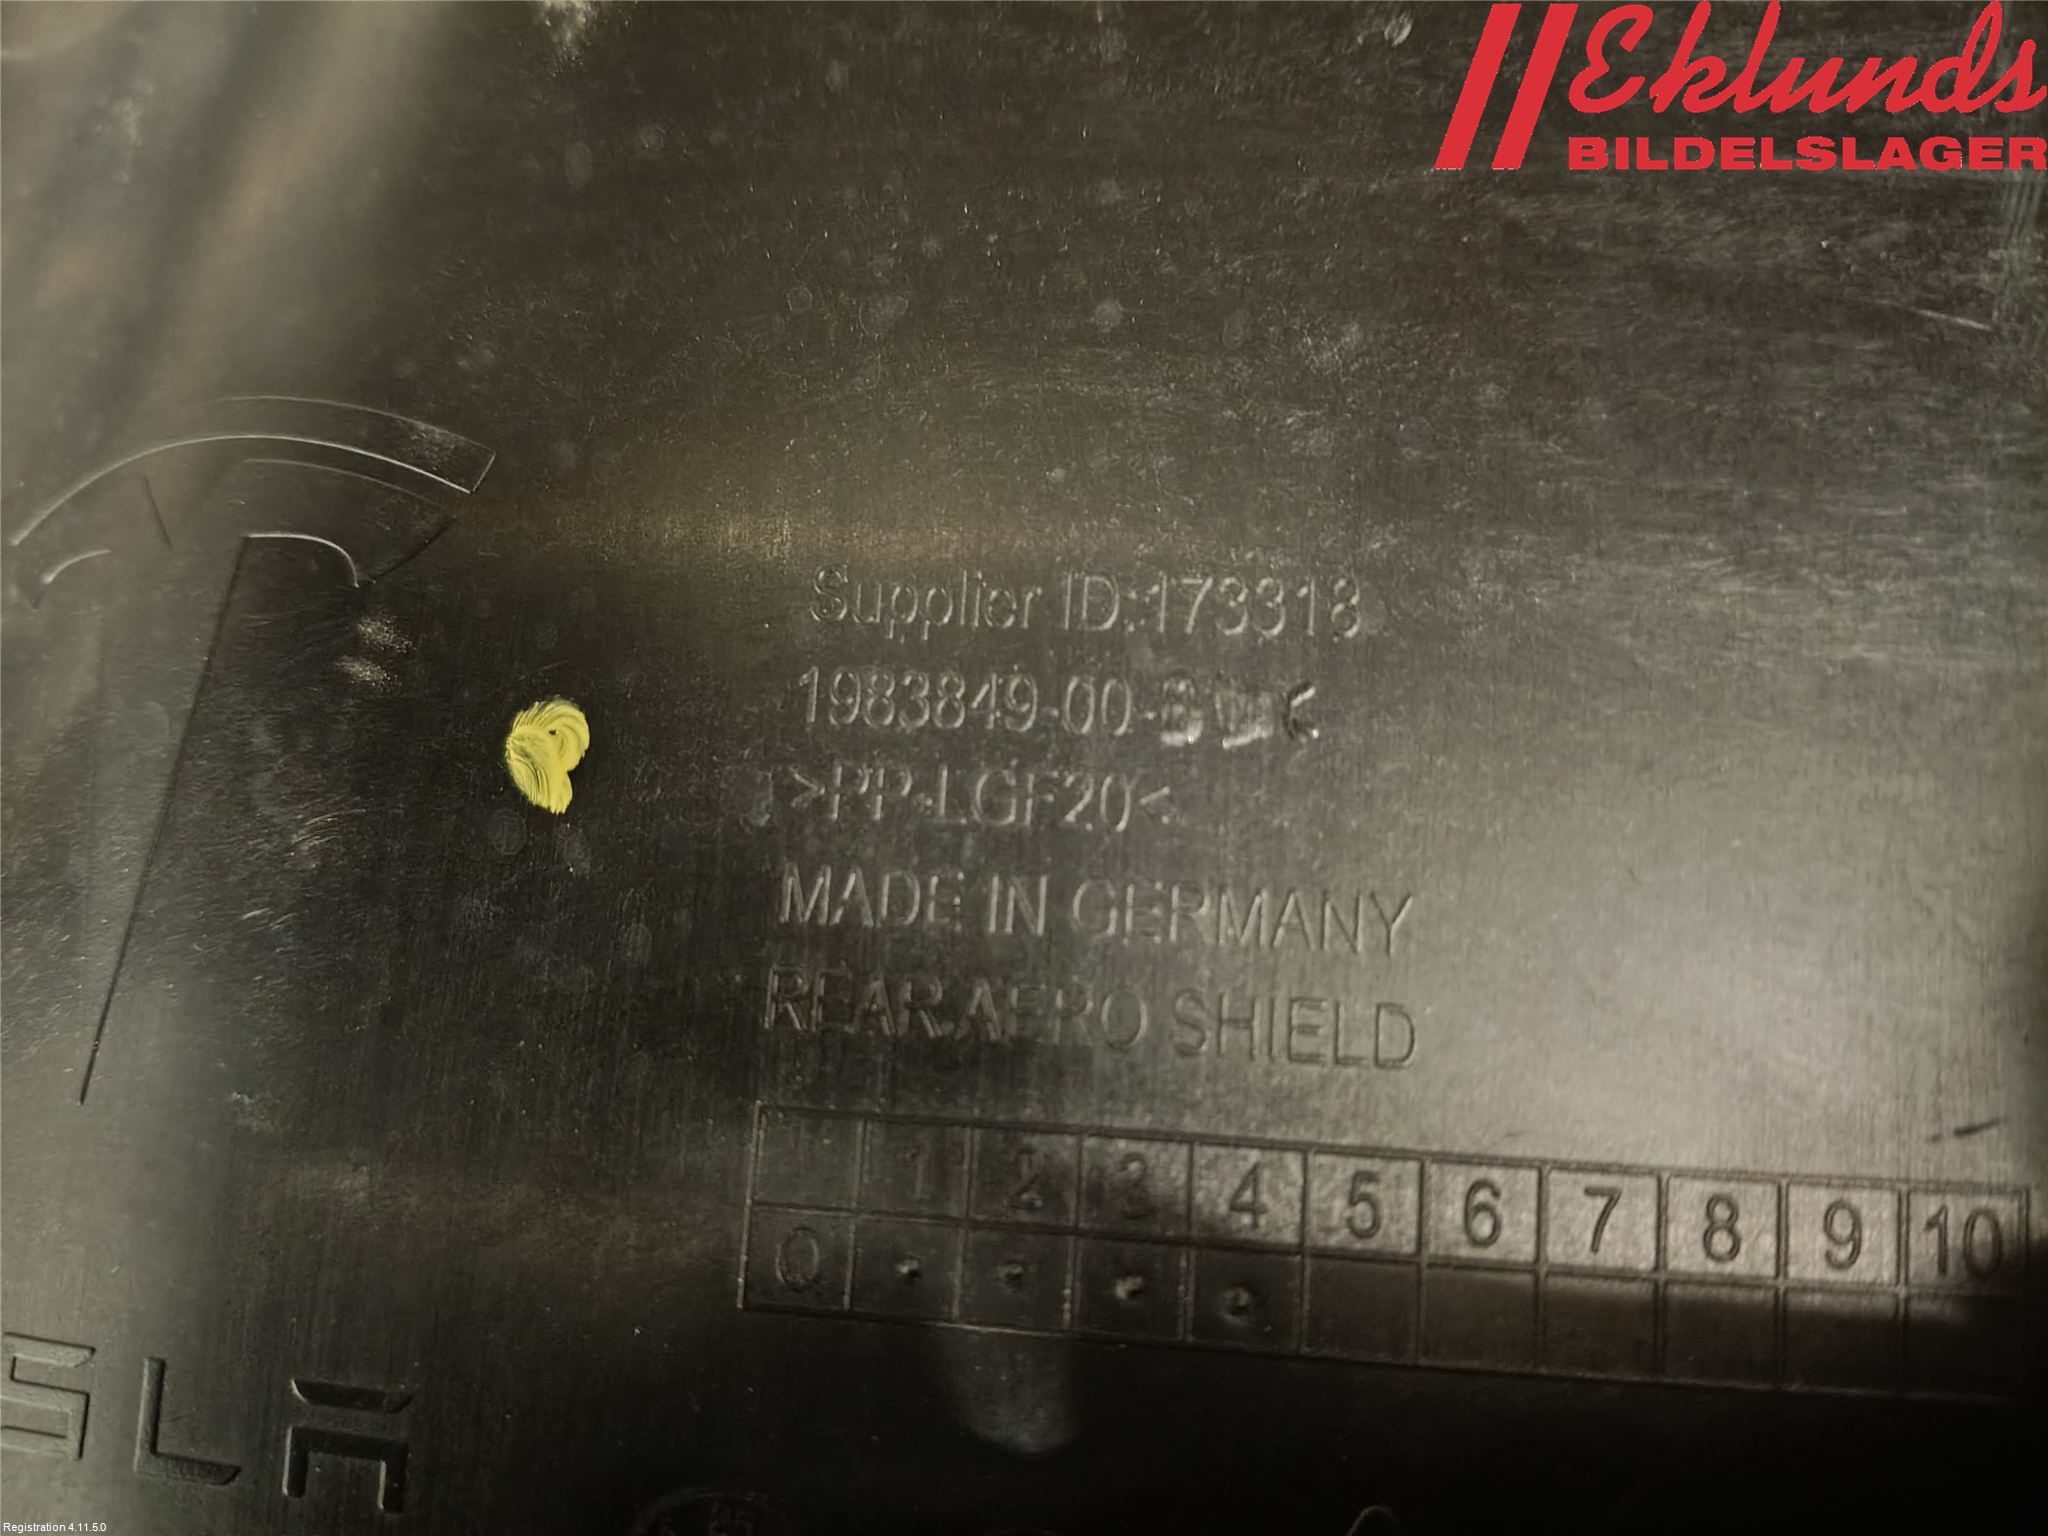 Eklunds
BILDELSLAGER
Supplier ID:173318
1983849-00-
>PP-LGF20<
MADE IN GERMANY
REAR AERO SHIELD
1 2 3 4 5 6 7 8 9 10
0
SLA
Registration 4.11.5.0